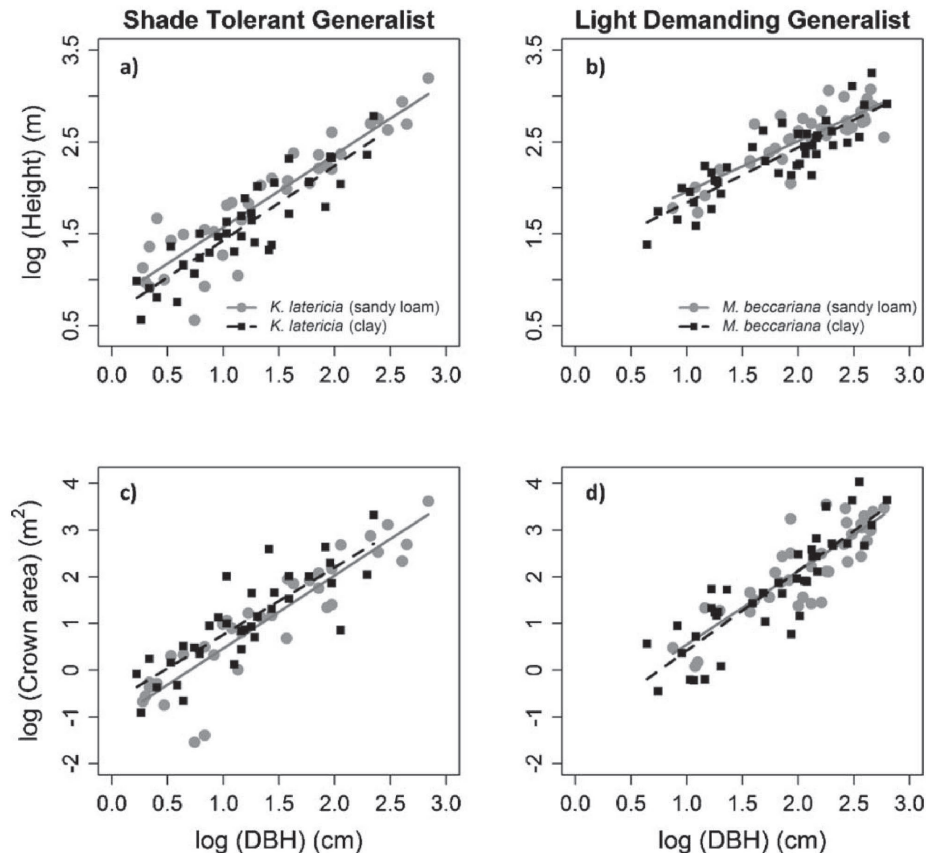 Shade Tolerant Generalist
Light Demanding Generalist
a)
b)
log (Height) (m)
3.5
2.5
1.5
0.5
3.5
2.5
1.5
0.5
K. latericia (sandy loam)
K. latericia (clay)
M. beccariana (sandy loam)
M. beccariana (clay)
0.0 0.5 1.0 1.5 2.0 2.5 3.0
0.0 0.5 1.0 1.5 2.0 2.5 3.0
c)
d)
log (Crown area) (m²)
4
3
2
1
0
-1
-2
4
3
2
1
0
-1
-2
0.0 0.5 1.0 1.5 2.0 2.5 3.0
0.0 0.5 1.0 1.5 2.0 2.5 3.0
log (DBH) (cm)
log (DBH) (cm)